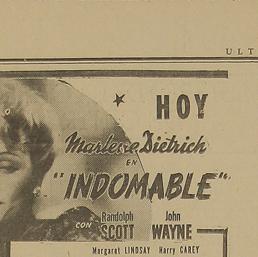 ULT
HOY
Marlene Dietrich
EN
"INDOMABLE"
CON Randolph SCOTT John WAYNE
Margaret LINDSAY Harry CAREY